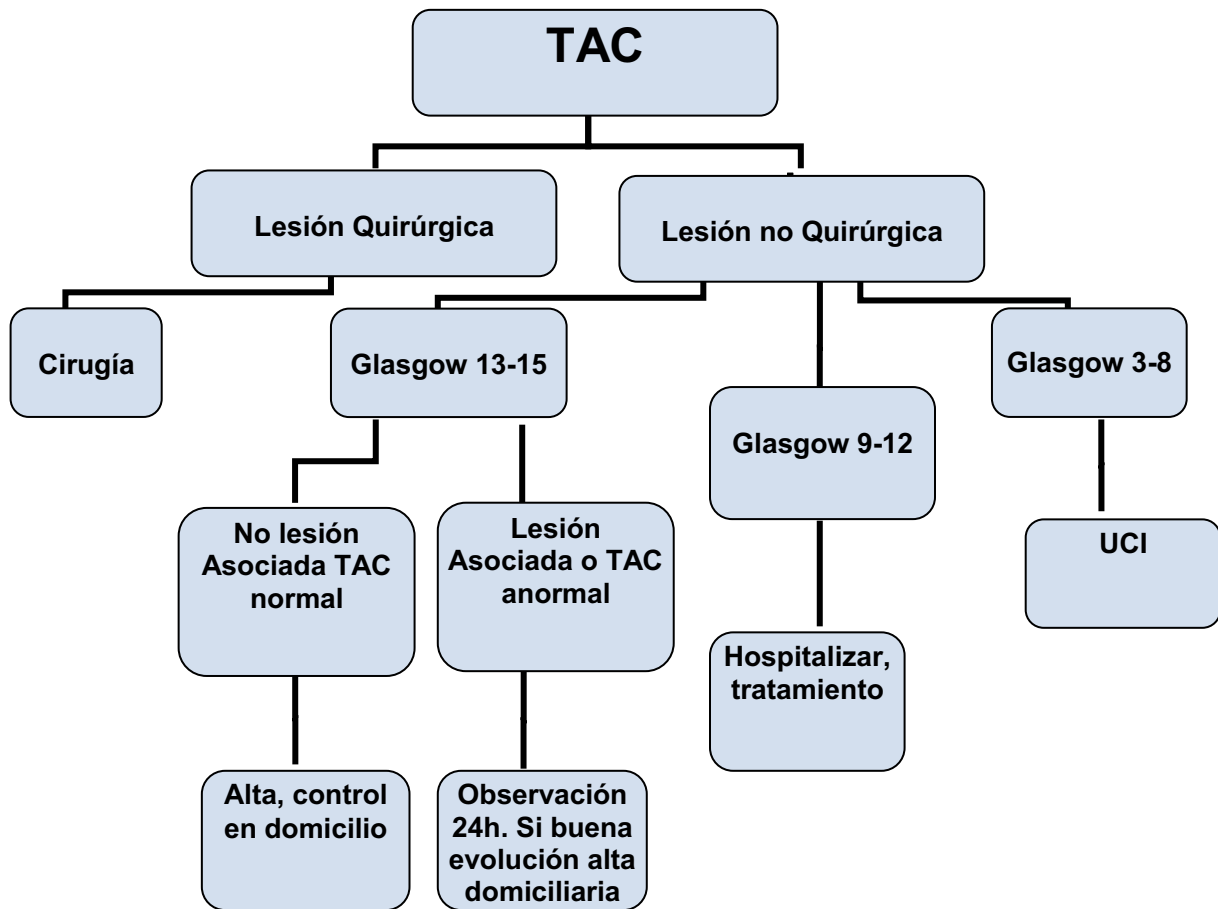 TAC
Lesión Quirúrgica
Lesión no Quirúrgica
Cirugía
Glasgow 13-15
Glasgow 9-12
Glasgow 3-8
No lesión
Asociada TAC
normal
Lesión
Asociada o TAC
anormal
UCI
Hospitalizar,
tratamiento
Alta, control
en domicilio
Observación
24h. Si buena
evolución alta
domiciliaria